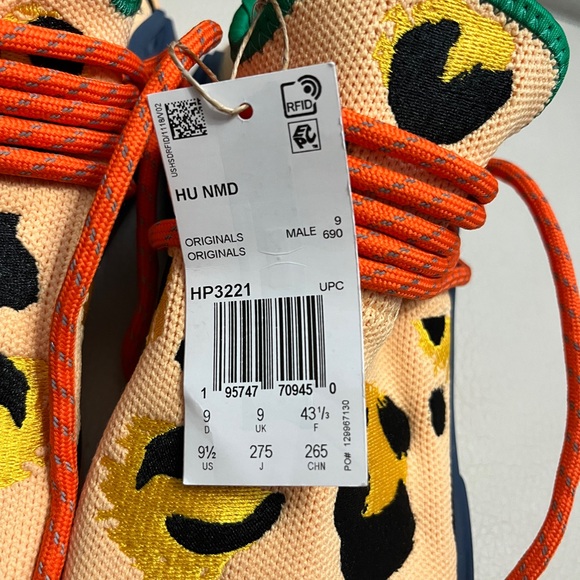 USHSDRFID/1118/V02
RFID
EPC
HU NMD
9
ORIGINALS MALE 690
ORIGINALS
HP3221 UPC
1 95747 70945 0
9 9 43⅓
D UK F
9½ 275 265
US J CHN
PO# 129967130